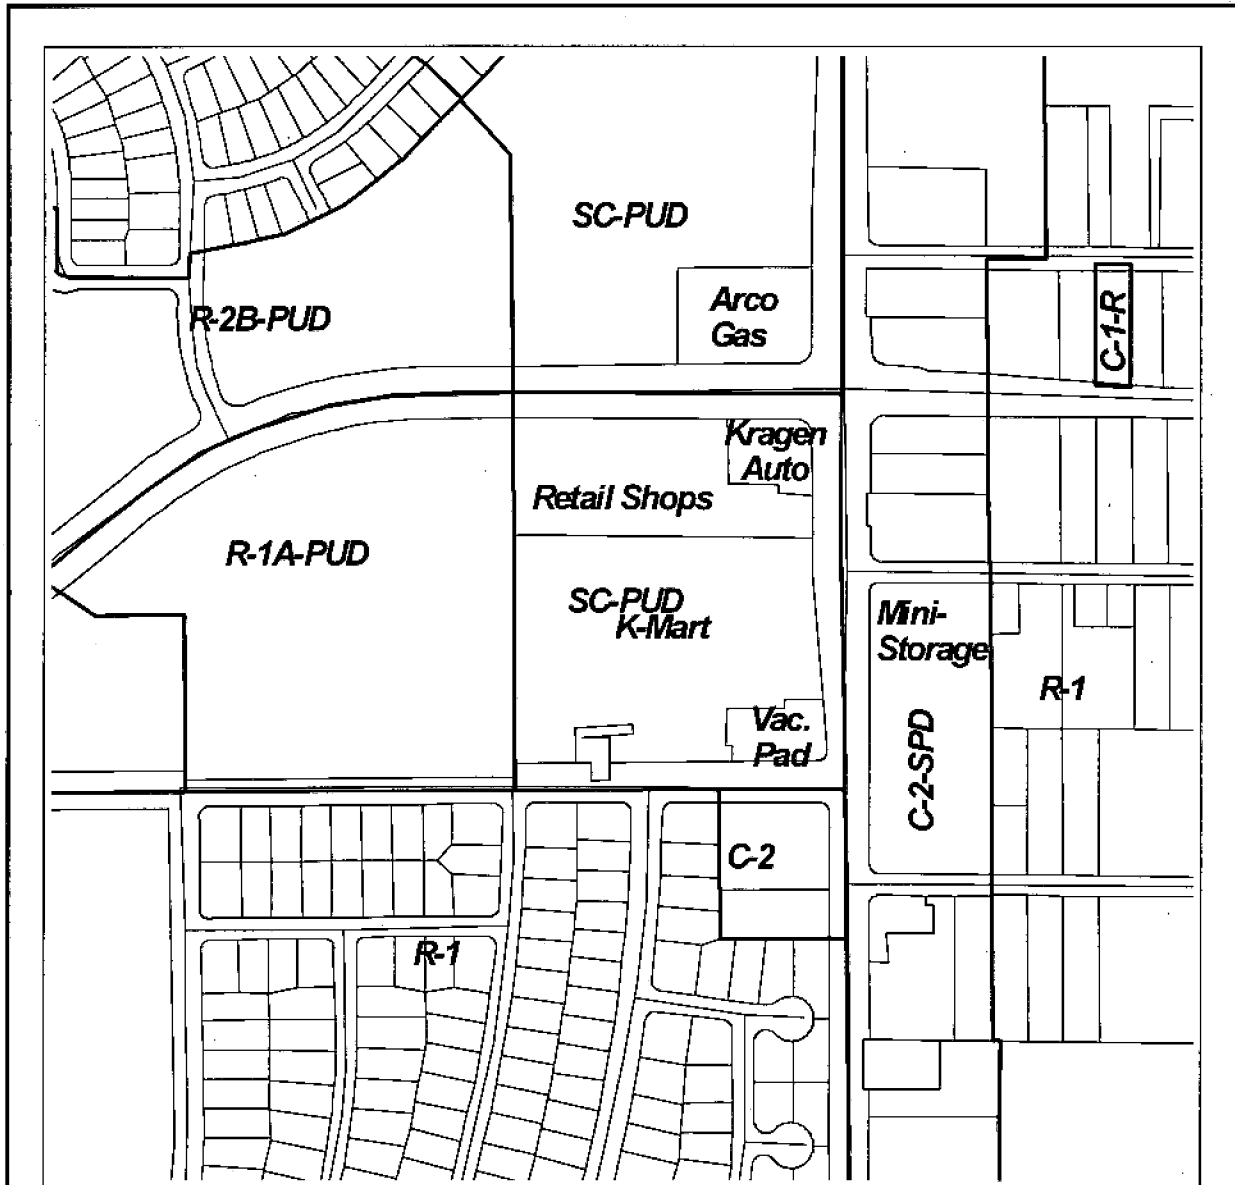 SC-PUD
Arco
Gas
C-1-R
R-2B-PUD
Kragen
Auto
Retail Shops
R-1A-PUD
SC-PUD
K-Mart
Mini-
Storage
R-1
Vac.
Pad
C-2-SPD
C-2
R-1